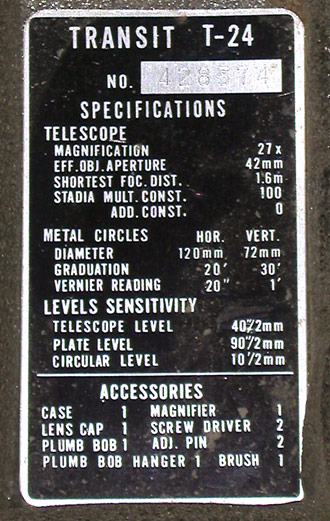 TRANSIT T-24
NO. 428574
SPECIFICATIONS
TELESCOPE
MAGNIFICATION 27x
EFF.OBJ.APERTURE 42mm
SHORTEST FOC.DIST. 1.6m
STADIA MULT.CONST. 100
ADD.CONST. 0
METAL CIRCLES HOR. VERT.
DIAMETER 120mm 72mm
GRADUATION 20' 30'
VERNIER READING 20" 1'
LEVELS SENSITIVITY
TELESCOPE LEVEL 40"/2mm
PLATE LEVEL 90"/2mm
CIRCULAR LEVEL 10'/2mm
ACCESSORIES
CASE 1 MAGNIFIER 1
LENS CAP 1 SCREW DRIVER 2
PLUMB BOB 1 ADJ. PIN 2
PLUMB BOB HANGER 1 BRUSH 1